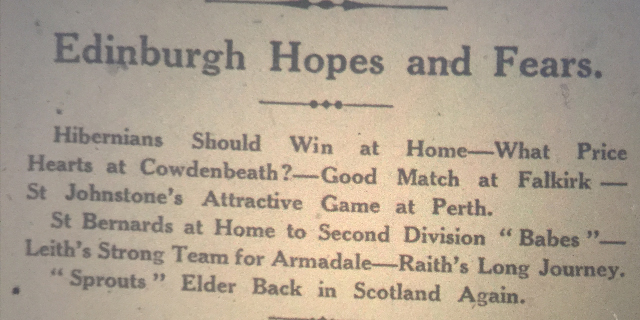 Edinburgh Hopes and Fears.
Hibernians Should Win at Home—What Price
Hearts at Cowdenbeath?—Good Match at Falkirk—
St Johnstone's Attractive Game at Perth.
St Bernards at Home to Second Division "Babes"—
Leith's Strong Team for Armadale—Raith's Long Journey.
"Sprouts" Elder Back in Scotland Again.